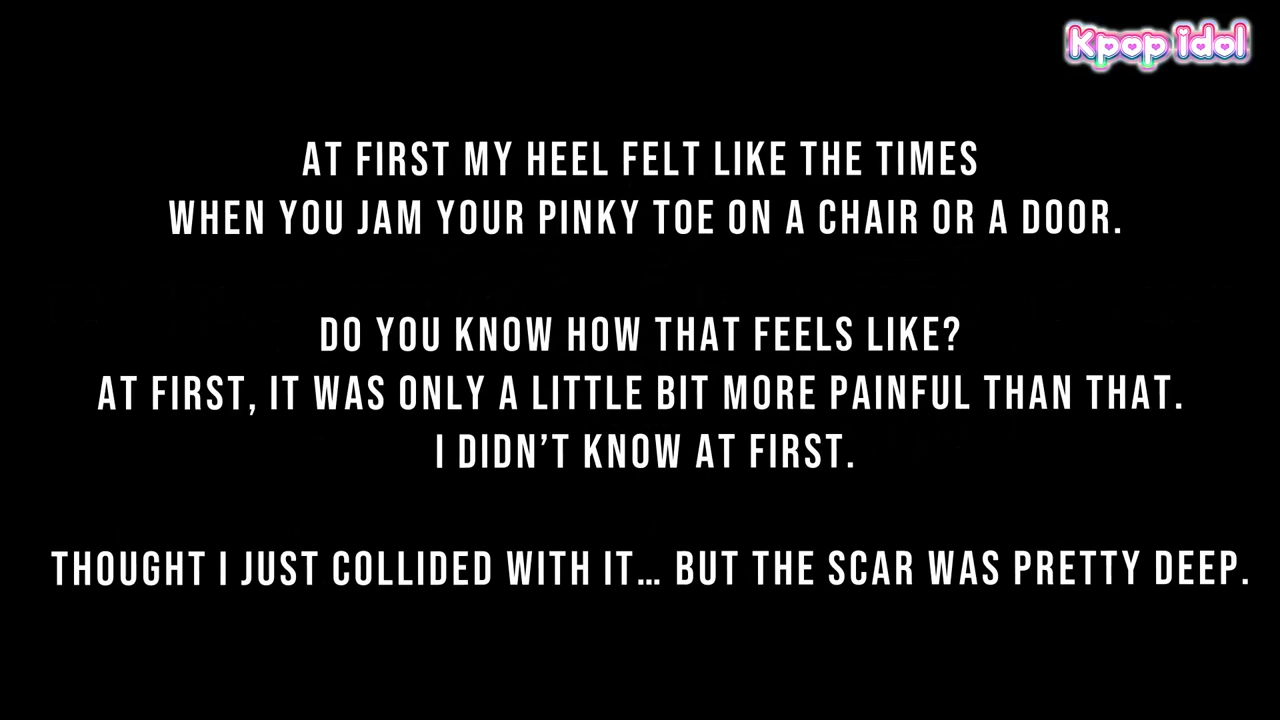 Kpop idol
AT FIRST MY HEEL FELT LIKE THE TIMES
WHEN YOU JAM YOUR PINKY TOE ON A CHAIR OR A DOOR.
DO YOU KNOW HOW THAT FEELS LIKE?
AT FIRST, IT WAS ONLY A LITTLE BIT MORE PAINFUL THAN THAT.
I DIDN’T KNOW AT FIRST.
THOUGHT I JUST COLLIDED WITH IT… BUT THE SCAR WAS PRETTY DEEP.